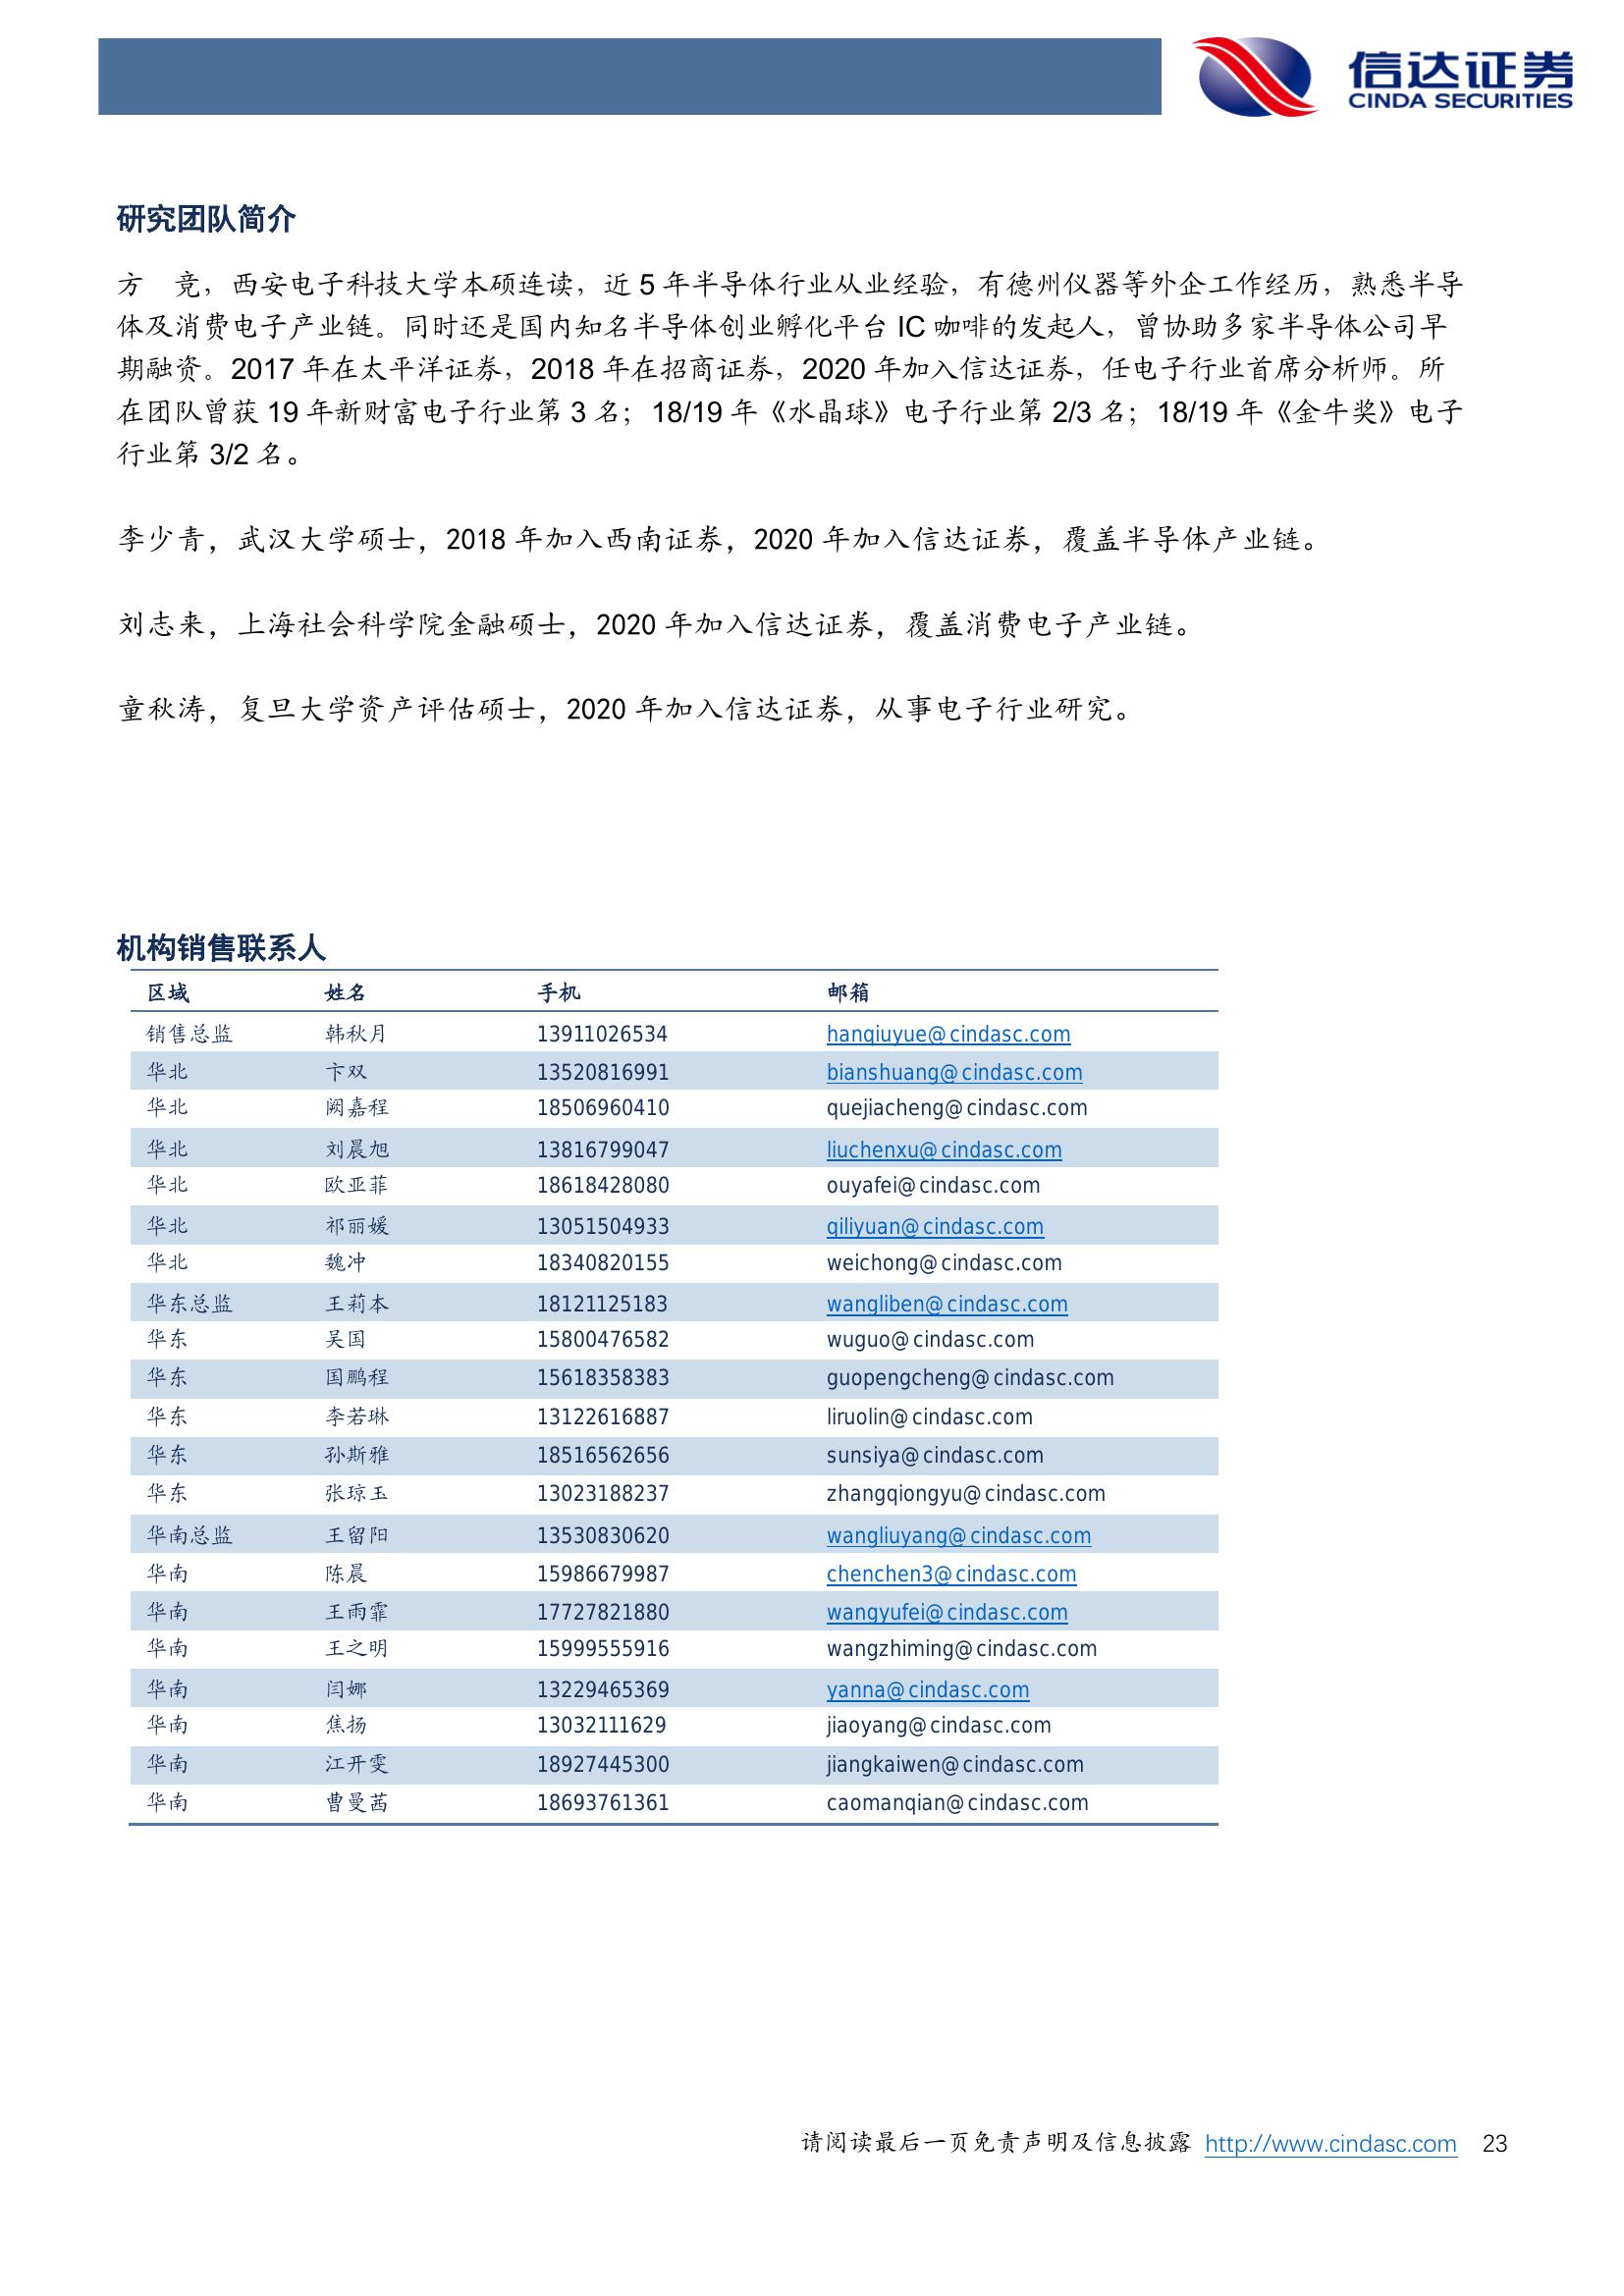 信达证券
CINDA SECURITIES
研究团队简介
方　竞，西安电子科技大学本硕连读，近 5 年半导体行业从业经验，有德州仪器等外企工作经历，熟悉半导
体及消费电子产业链。同时还是国内知名半导体创业孵化平台 IC 咖啡的发起人，曾协助多家半导体公司早
期融资。2017 年在太平洋证券，2018 年在招商证券，2020 年加入信达证券，任电子行业首席分析师。所
在团队曾获 19 年新财富电子行业第 3 名；18/19 年《水晶球》电子行业第 2/3 名；18/19 年《金牛奖》电子
行业第 3/2 名。
李少青，武汉大学硕士，2018 年加入西南证券，2020 年加入信达证券，覆盖半导体产业链。
刘志来，上海社会科学院金融硕士，2020 年加入信达证券，覆盖消费电子产业链。
童秋涛，复旦大学资产评估硕士，2020 年加入信达证券，从事电子行业研究。
机构销售联系人
区域 姓名 手机 邮箱
销售总监 韩秋月 13911026534 hanqiuyue@cindasc.com
华北 卞双 13520816991 bianshuang@cindasc.com
华北 阙嘉程 18506960410 quejiacheng@cindasc.com
华北 刘晨旭 13816799047 liuchenxu@cindasc.com
华北 欧亚菲 18618428080 ouyafei@cindasc.com
华北 祁丽媛 13051504933 qiliyuan@cindasc.com
华北 魏冲 18340820155 weichong@cindasc.com
华东总监 王莉本 18121125183 wangliben@cindasc.com
华东 吴国 15800476582 wuguo@cindasc.com
华东 国鹏程 15618358383 guopengcheng@cindasc.com
华东 李若琳 13122616887 liruolin@cindasc.com
华东 孙斯雅 18516562656 sunsiya@cindasc.com
华东 张琼玉 13023188237 zhangqiongyu@cindasc.com
华南总监 王留阳 13530830620 wangliuyang@cindasc.com
华南 陈晨 15986679987 chenchen3@cindasc.com
华南 王雨霏 17727821880 wangyufei@cindasc.com
华南 王之明 15999555916 wangzhiming@cindasc.com
华南 闫娜 13229465369 yanna@cindasc.com
华南 焦扬 13032111629 jiaoyang@cindasc.com
华南 江开雯 18927445300 jiangkaiwen@cindasc.com
华南 曹曼茜 18693761361 caomanqian@cindasc.com
请阅读最后一页免责声明及信息披露 http://www.cindasc.com 23